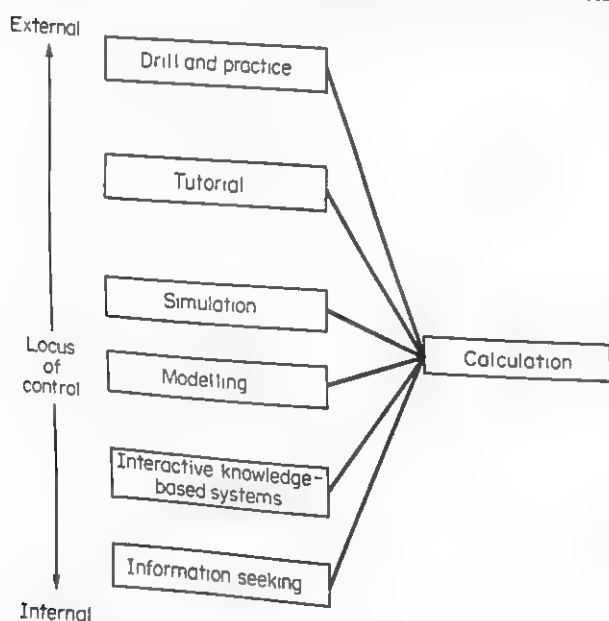 External
Drill and practice
Tutorial
Simulation
Locus
of
control
Modelling
Calculation
Interactive knowledge-
based systems
Information seeking
Internal